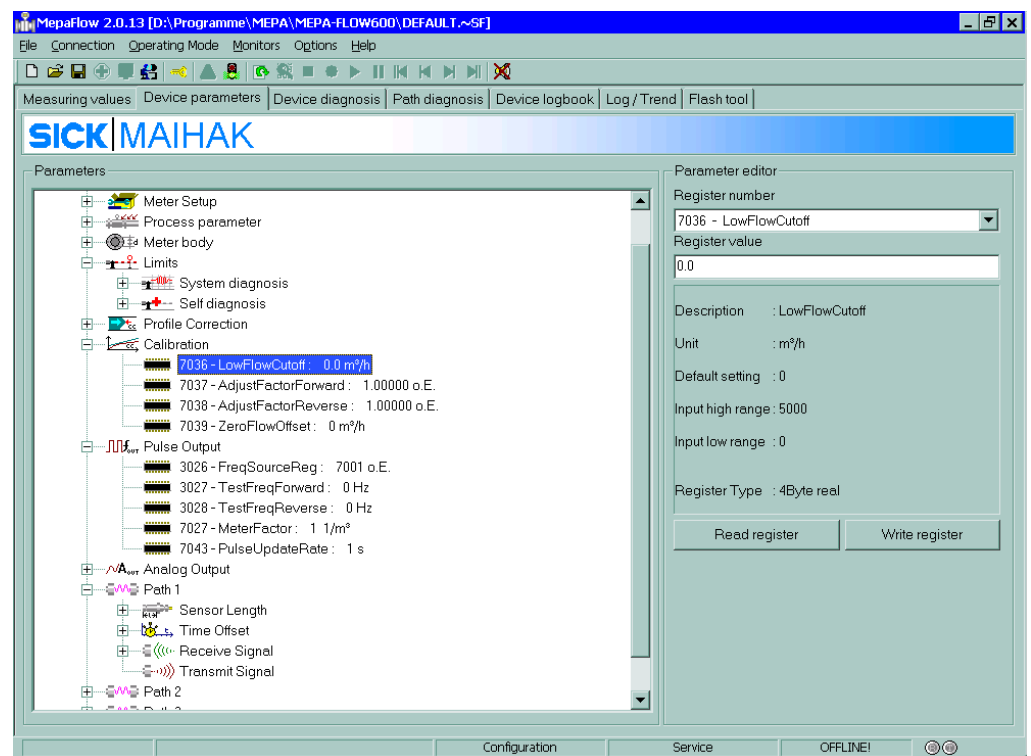 MepaFlow 2.0.13 [D:\Programme\MEPA\MEPA-FLOW600\DEFAULT.~SF]
File Connection Operating Mode Monitors Options Help
Measuring values Device parameters Device diagnosis Path diagnosis Device logbook Log / Trend Flash tool
SICK MAIHAK
Parameters
Meter Setup
Process parameter
Meter body
Limits
System diagnosis
Self diagnosis
Profile Correction
Calibration
7036 - LowFlowCutoff : 0.0 m³/h
7037 - AdjustFactorForward : 1.00000 o.E.
7038 - AdjustFactorReverse : 1.00000 o.E.
7039 - ZeroFlowOffset : 0 m³/h
Pulse Output
3026 - FreqSourceReg : 7001 o.E.
3027 - TestFreqForward : 0 Hz
3028 - TestFreqReverse : 0 Hz
7027 - MeterFactor : 1 1/m³
7043 - PulseUpdateRate : 1 s
Analog Output
Path 1
Sensor Length
Time Offset
Receive Signal
Transmit Signal
Path 2
Parameter editor
Register number
7036 - LowFlowCutoff
Register value
0.0
Description : LowFlowCutoff
Unit : m³/h
Default setting : 0
Input high range : 5000
Input low range : 0
Register Type : 4Byte real
Read register Write register
Configuration Service OFFLINE!